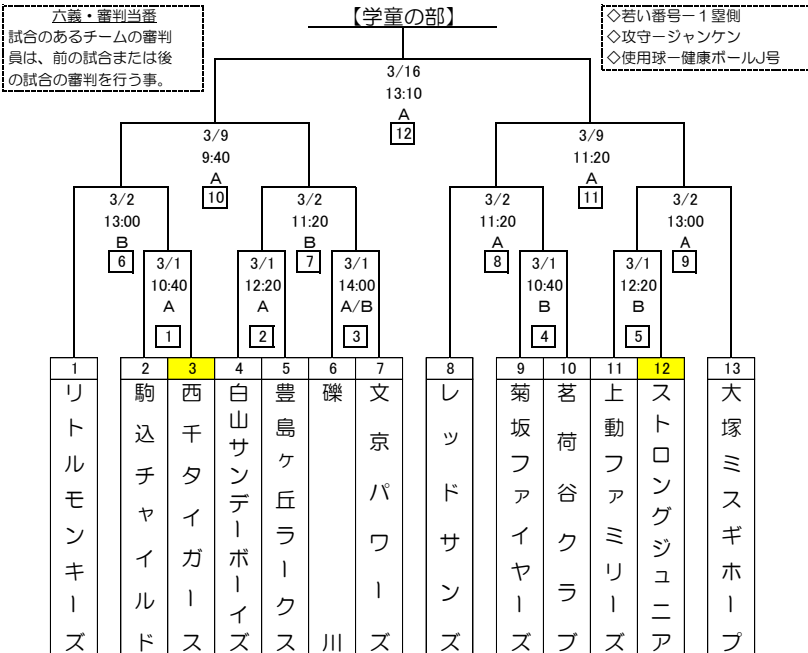 六義・審判当番
試合のあるチームの審判
員は、前の試合または後
の試合の審判を行う事。
【学童の部】
◇若い番号－１塁側
◇攻守－ジャンケン
◇使用球－健康ボールJ号
3/16
13:10
A
12
3/9
9:40
A
10
3/9
11:20
A
11
3/2
13:00
B
6
3/2
11:20
B
7
3/2
11:20
A
8
3/2
13:00
A
9
3/1
10:40
A
1
3/1
12:20
A
2
3/1
14:00
A/B
3
3/1
10:40
B
4
3/1
12:20
B
5
1
リトルモンキーズ
2
駒込チャイルド
3
西千タイガース
4
白山サンデーボーイズ
5
豊島ヶ丘ラークス
6
礫川
7
文京パワーズ
8
レッドサンズ
9
菊坂ファイヤーズ
10
茗荷谷クラブ
11
上動ファミリーズ
12
ストロングジュニア
13
大塚ミスギホープ